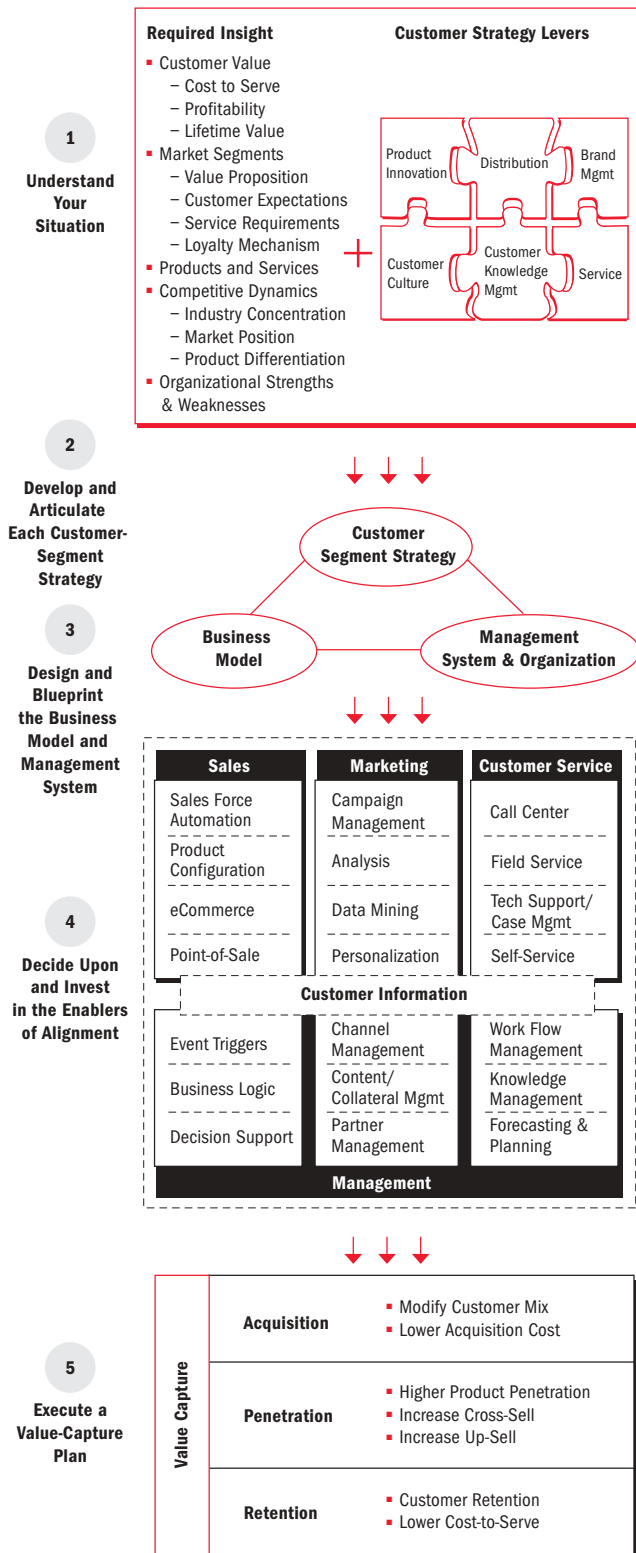 1
Understand
Your
Situation
Required Insight
▪ Customer Value
– Cost to Serve
– Profitability
– Lifetime Value
▪ Market Segments
– Value Proposition
– Customer Expectations
– Service Requirements
– Loyalty Mechanism
▪ Products and Services
▪ Competitive Dynamics
– Industry Concentration
– Market Position
– Product Differentiation
▪ Organizational Strengths
& Weaknesses
+
Customer Strategy Levers
Product
Innovation
Distribution
Brand
Mgmt
Customer
Culture
Customer
Knowledge
Mgmt
Service
2
Develop and
Articulate
Each Customer-
Segment
Strategy
Customer
Segment Strategy
3
Design and
Blueprint
the Business
Model and
Management
System
Business
Model
Management
System & Organization
4
Decide Upon
and Invest
in the Enablers
of Alignment
Sales
Sales Force
Automation
Product
Configuration
eCommerce
Point-of-Sale
Marketing
Campaign
Management
Analysis
Data Mining
Personalization
Customer Service
Call Center
Field Service
Tech Support/
Case Mgmt
Self-Service
Customer Information
Event Triggers
Business Logic
Decision Support
Channel
Management
Content/
Collateral Mgmt
Partner
Management
Work Flow
Management
Knowledge
Management
Forecasting &
Planning
Management
5
Execute a
Value-Capture
Plan
Value Capture
Acquisition
▪ Modify Customer Mix
▪ Lower Acquisition Cost
Penetration
▪ Higher Product Penetration
▪ Increase Cross-Sell
▪ Increase Up-Sell
Retention
▪ Customer Retention
▪ Lower Cost-to-Serve